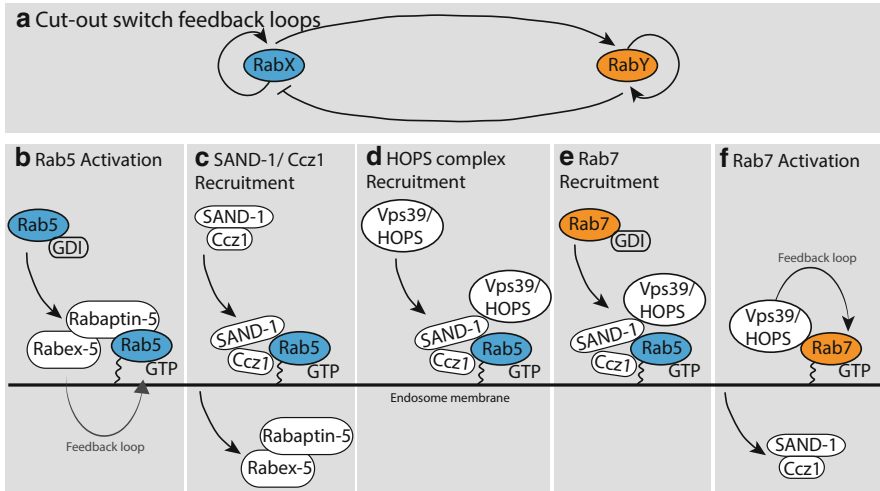 a Cut-out switch feedback loops
RabX
RabY
b Rab5 Activation
Rab5
GDI
Rabaptin-5
Rabex-5
Rab5
GTP
Feedback loop
c SAND-1/ Ccz1
Recruitment
SAND-1
Ccz1
SAND-1
Ccz1
Rab5
GTP
Rabaptin-5
Rabex-5
d HOPS complex
Recruitment
Vps39/
HOPS
Vps39/
HOPS
SAND-1
Ccz1
Rab5
GTP
Endosome membrane
e Rab7
Recruitment
Rab7
GDI
Vps39/
HOPS
SAND-1
Ccz1
Rab5
GTP
f Rab7 Activation
Feedback loop
Vps39/
HOPS
Rab7
GTP
SAND-1
Ccz1